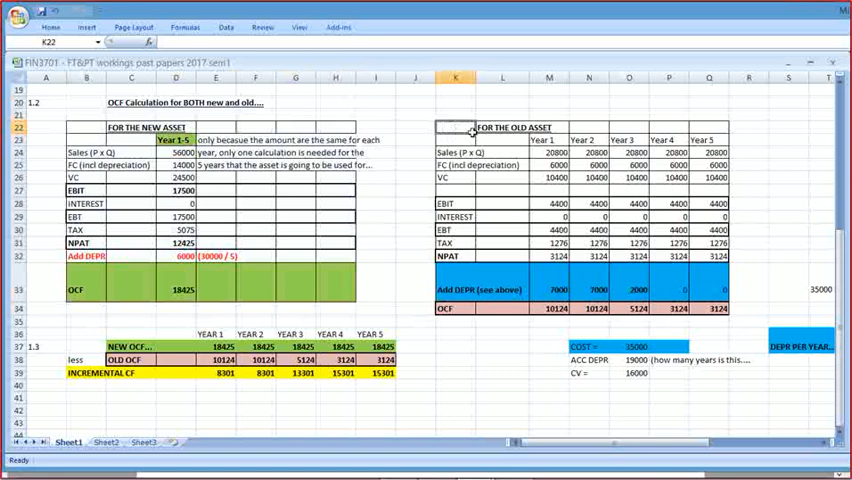 Home Insert Page Layout Formulas Data Review View Add-Ins
K22 fx
FIN3701 - FT&PT workings past papers 2017 sem1
A B C D E F G H I J K L M N O P Q R S T
19
20 1.2 OCF Calculation for BOTH new and old....
21
22 FOR THE NEW ASSET FOR THE OLD ASSET
23 Year 1-5 only becasue the amount are the same for each Year 1 Year 2 Year 3 Year 4 Year 5
24 Sales (P x Q) 56000 year, only one calculation is needed for the Sales (P x Q) 20800 20800 20800 20800 20800
25 FC (incl depreciation) 14000 5 years that the asset is going to be used for... FC (incl depreciation) 6000 6000 6000 6000 6000
26 VC 24500 VC 10400 10400 10400 10400 10400
27 EBIT 17500
28 INTEREST 0 EBIT 4400 4400 4400 4400 4400
29 EBT 17500 INTEREST 0 0 0 0 0
30 TAX 5075 EBT 4400 4400 4400 4400 4400
31 NPAT 12425 TAX 1276 1276 1276 1276 1276
32 Add DEPR 6000 (30000 / 5) NPAT 3124 3124 3124 3124 3124
33 OCF 18425 Add DEPR (see above) 7000 7000 2000 0 0 35000
34 OCF 10124 10124 5124 3124 3124
36 YEAR 1 YEAR 2 YEAR 3 YEAR 4 YEAR 5
37 1.3 NEW OCF... 18425 18425 18425 18425 18425 COST = 35000 DEPR PER YEAR...
38 less OLD OCF 10124 10124 5124 3124 3124 ACC DEPR 19000 (how many years is this....
39 INCREMENTAL CF 8301 8301 13301 15301 15301 CV = 16000
40
41
42
43
44
Sheet1 Sheet2 Sheet3
Ready